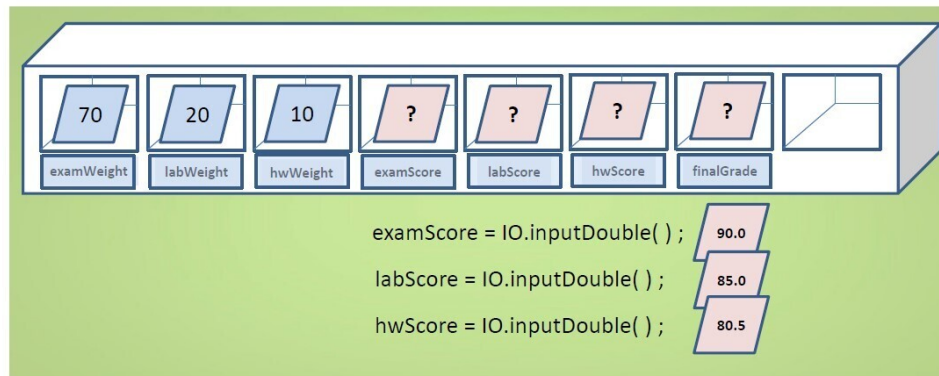 70 20 10 ? ? ? ?
examWeight labWeight hwWeight examScore labScore hwScore finalGrade
examScore = IO.inputDouble( ) ; 90.0
labScore = IO.inputDouble( ) ; 85.0
hwScore = IO.inputDouble( ) ; 80.5